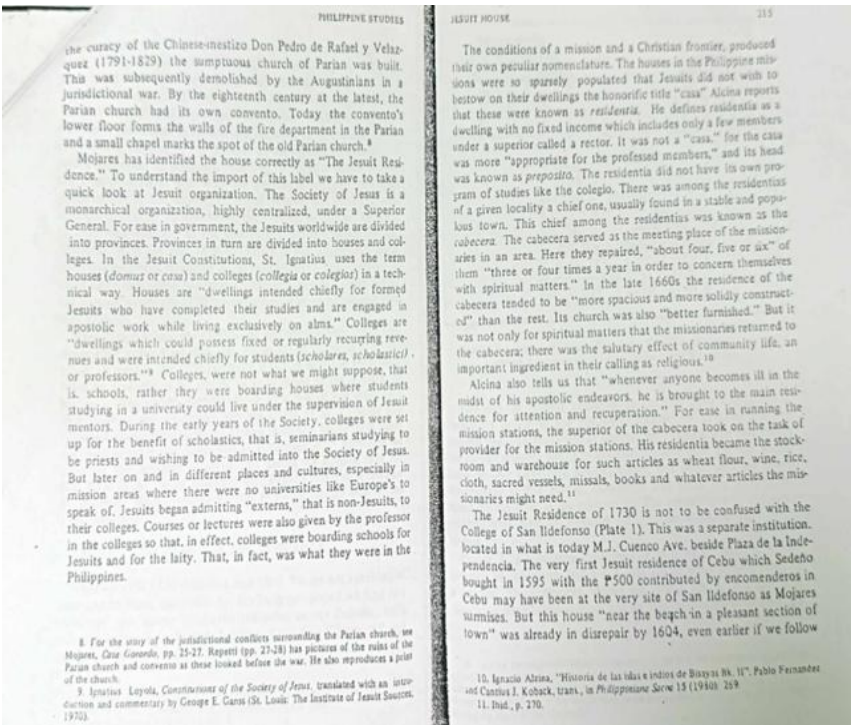 PHILIPPINE STUDIES
the curacy of the Chinese-mestizo Don Pedro de Rafael y Velaz-
quez (1791-1829) the sumptuous church of Parian was built.
This was subsequently demolished by the Augustinians in a
jurisdictional war. By the eighteenth century at the latest, the
Parian church had its own convento. Today the convento's
lower floor forms the walls of the fire department in the Parian
and a small chapel marks the spot of the old Parian church.8
Mojares has identified the house correctly as "The Jesuit Resi-
dence." To understand the import of this label we have to take a
quick look at Jesuit organization. The Society of Jesus is a
monarchical organization, highly centralized, under a Superior
General. For ease in government, the Jesuits worldwide are divided
into provinces. Provinces in turn are divided into houses and col-
leges. In the Jesuit Constitutions, St. Ignatius uses the term
houses (domus or casa) and colleges (collegia or colegios) in a tech-
nical way. Houses are "dwellings intended chiefly for formed
Jesuits who have completed their studies and are engaged in
apostolic work while living exclusively on alms." Colleges are
"dwellings which could possess fixed or regularly recurring reve-
nues and were intended chiefly for students (scholares, scholastici)
or professors."9 Colleges, were not what we might suppose, that
is, schools, rather they were boarding houses where students
studying in a university could live under the supervision of Jesuit
mentors. During the early years of the Society, colleges were set
up for the benefit of scholastics, that is, seminarians studying to
be priests and wishing to be admitted into the Society of Jesus.
But later on and in different places and cultures, especially in
mission areas where there were no universities like Europe's to
speak of, Jesuits began admitting "externs," that is non-Jesuits, to
their colleges. Courses or lectures were also given by the professor
in the colleges so that, in effect, colleges were boarding schools for
Jesuits and for the laity. That, in fact, was what they were in the
Philippines.
8. For the story of the jurisdictional conflicts surrounding the Parian church, see
Mojares, Casa Gorordo, pp. 25-27. Repetti (pp. 27-28) has pictures of the ruins of the
Parian church and convento as these looked before the war. He also reproduces a print
of the church.
9. Ignatius Loyola, Constitutions of the Society of Jesus, translated with an intro-
duction and commentary by George E. Ganss (St. Louis: The Institute of Jesuit Sources,
1970).
JESUIT HOUSE
215
The conditions of a mission and a Christian frontier, produced
their own peculiar nomenclature. The houses in the Philippine mis-
sions were so sparsely populated that Jesuits did not wish to
bestow on their dwellings the honorific title "casa" Alcina reports
that these were known as residentia. He defines residentia as a
dwelling with no fixed income which includes only a few members
under a superior called a rector. It was not a "casa," for the casa
was more "appropriate for the professed members," and its head
was known as preposito. The residentia did not have its own pro-
gram of studies like the colegio. There was among the residentias
of a given locality a chief one, usually found in a stable and popu-
lous town. This chief among the residentias was known as the
cabecera. The cabecera served as the meeting place of the mission-
aries in an area. Here they repaired, "about four, five or six" of
them "three or four times a year in order to concern themselves
with spiritual matters." In the late 1660s the residence of the
cabecera tended to be "more spacious and more solidly construct-
ed" than the rest. Its church was also "better furnished." But it
was not only for spiritual matters that the missionaries returned to
the cabecera; there was the salutary effect of community life, an
important ingredient in their calling as religious.10
Alcina also tells us that "whenever anyone becomes ill in the
midst of his apostolic endeavors, he is brought to the main resi-
dence for attention and recuperation." For ease in running the
mission stations, the superior of the cabecera took on the task of
provider for the mission stations. His residentia became the stock-
room and warehouse for such articles as wheat flour, wine, rice,
cloth, sacred vessels, missals, books and whatever articles the mis-
sionaries might need.11
The Jesuit Residence of 1730 is not to be confused with the
College of San Ildefonso (Plate 1). This was a separate institution,
located in what is today M.J. Cuenco Ave. beside Plaza de la Inde-
pendencia. The very first Jesuit residence of Cebu which Sedeño
bought in 1595 with the ₱500 contributed by encomenderos in
Cebu may have been at the very site of San Ildefonso as Mojares
surmises. But this house "near the beach in a pleasant section of
town" was already in disrepair by 1604, even earlier if we follow
10. Ignacio Alzina, "Historia de las islas e indios de Bisayas Bk. II". Pablo Fernandez
and Cantius J. Koback, trans., in Philippiniana Sacra 15 (1980): 269.
11. Ibid., p. 270.